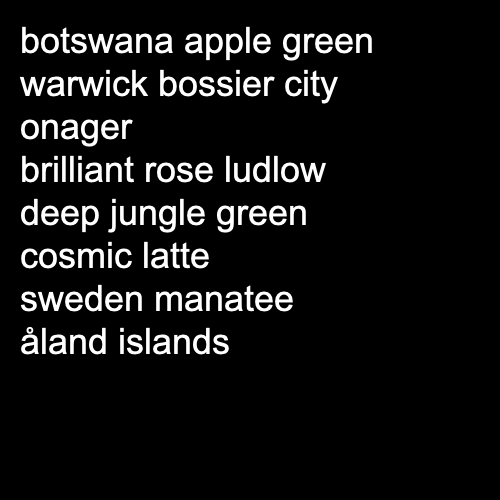 botswana apple green
warwick bossier city
onager
brilliant rose ludlow
deep jungle green
cosmic latte
sweden manatee
åland islands